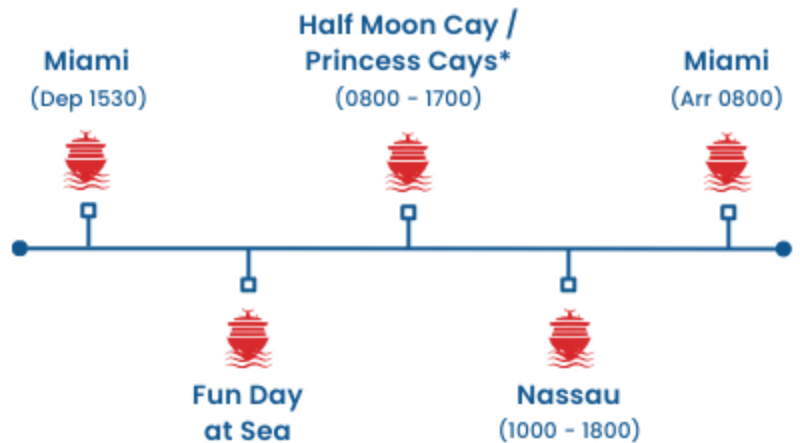 Miami
(Dep 1530)
Fun Day
at Sea
Half Moon Cay /
Princess Cays*
(0800 - 1700)
Nassau
(1000 - 1800)
Miami
(Arr 0800)